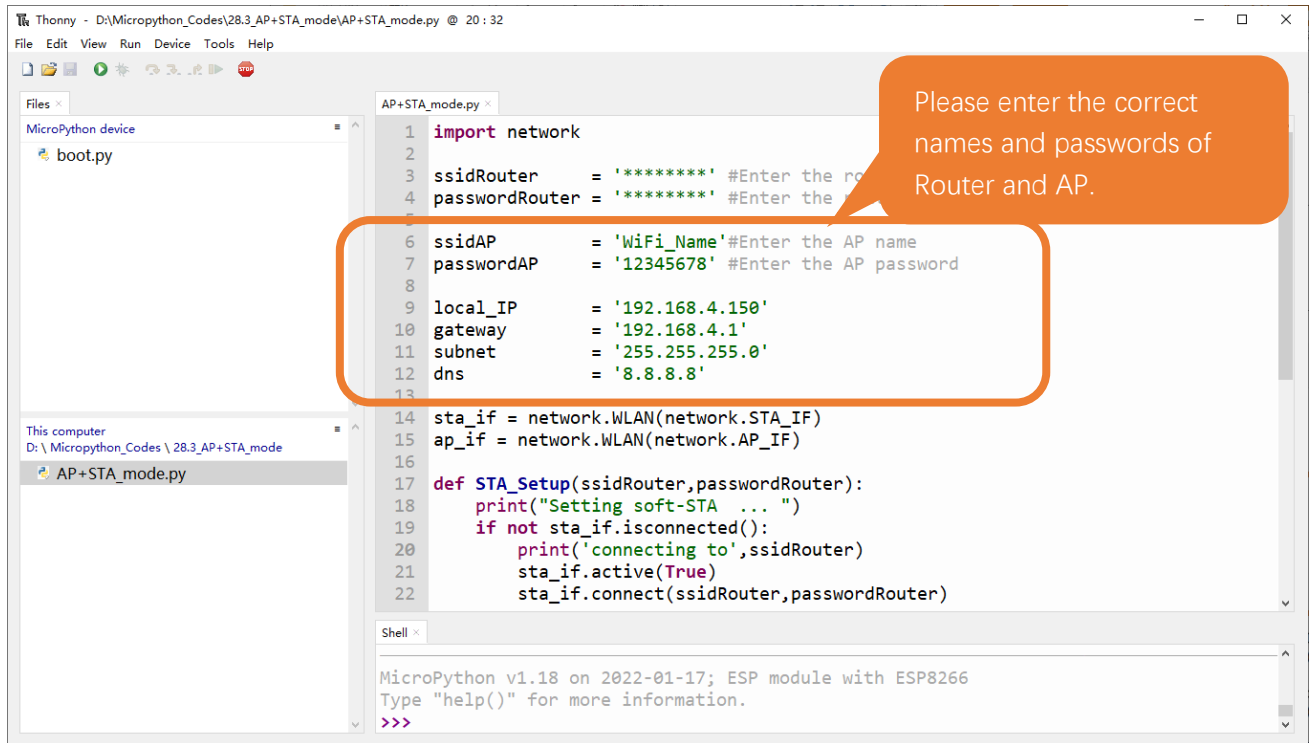 Thonny - D:\Micropython_Codes\28.3_AP+STA_mode\AP+STA_mode.py @ 20 : 32
File Edit View Run Device Tools Help
STOP
Files ×
MicroPython device
boot.py
This computer
D: \ Micropython_Codes \ 28.3_AP+STA_mode
AP+STA_mode.py
AP+STA_mode.py ×
1 import network
2
3 ssidRouter = '********' #Enter the
4 passwordRouter = '********' #Enter the
5
6 ssidAP = 'WiFi_Name'#Enter the AP name
7 passwordAP = '12345678' #Enter the AP password
8
9 local_IP = '192.168.4.150'
10 gateway = '192.168.4.1'
11 subnet = '255.255.255.0'
12 dns = '8.8.8.8'
13
14 sta_if = network.WLAN(network.STA_IF)
15 ap_if = network.WLAN(network.AP_IF)
16
17 def STA_Setup(ssidRouter,passwordRouter):
18 print("Setting soft-STA ... ")
19 if not sta_if.isconnected():
20 print('connecting to',ssidRouter)
21 sta_if.active(True)
22 sta_if.connect(ssidRouter,passwordRouter)
Please enter the correct
names and passwords of
Router and AP.
Shell ×
MicroPython v1.18 on 2022-01-17; ESP module with ESP8266
Type "help()" for more information.
>>>